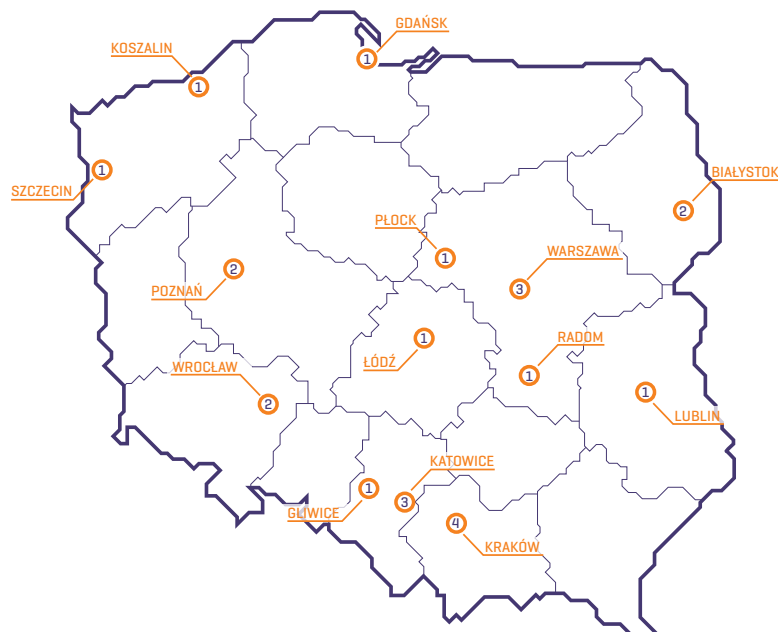 GDAŃSK
1
KOSZALIN
1
SZCZECIN
1
BIAŁYSTOK
2
PŁOCK
1
WARSZAWA
3
POZNAŃ
2
ŁÓDŹ
1
RADOM
1
WROCŁAW
2
LUBLIN
1
KATOWICE
3
GLIWICE
1
KRAKÓW
4